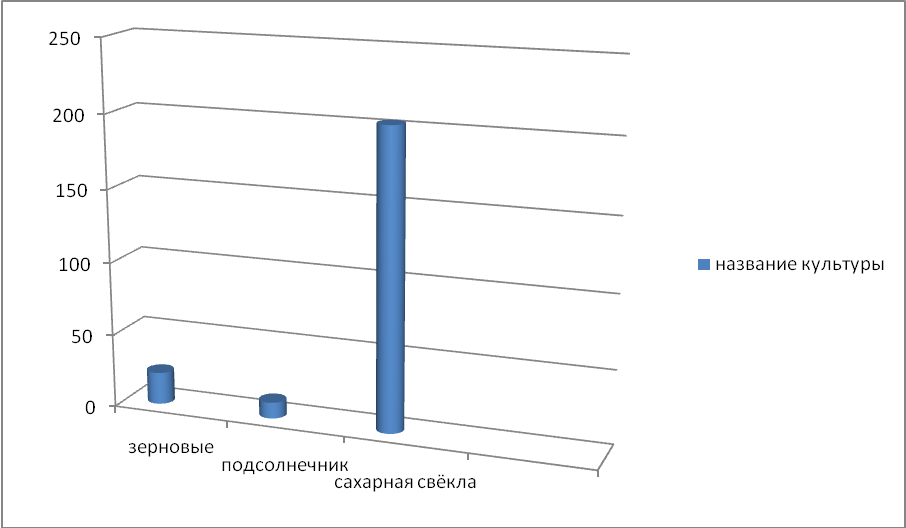 250
200
150
100
50
0
зерновые
подсолнечник
сахарная свёкла
название культуры